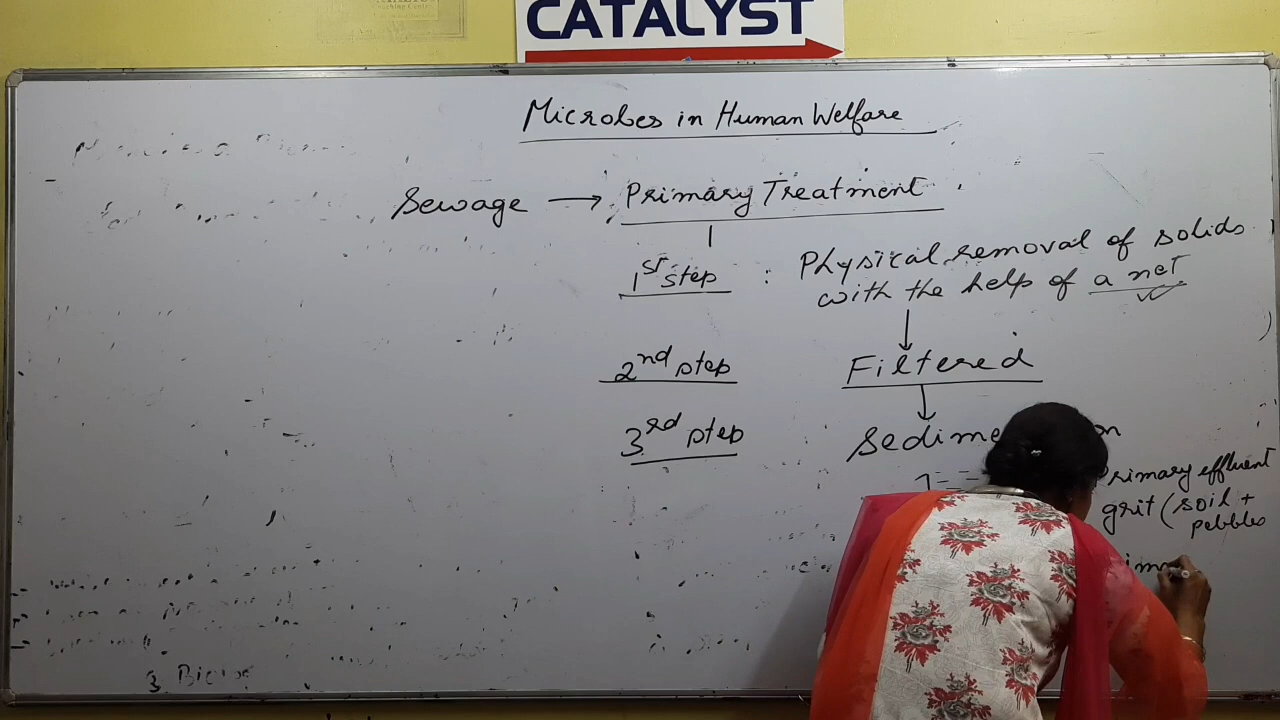 CATALYST
Microbes in Human Welfare
Sewage → Primary Treatment
1st step : Physical removal of solids
with the help of a net
2nd step Filtered
3rd step
Primary effluent
grit (soil +
pebbles
3